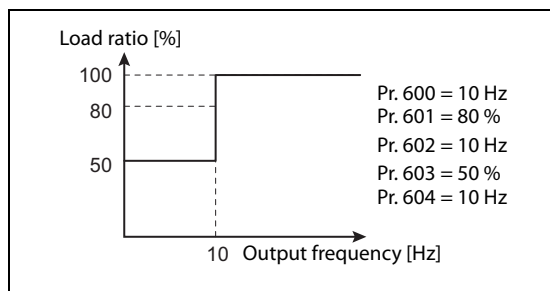 Load ratio [%]
100
80
50
10
Output frequency [Hz]
Pr. 600 = 10 Hz
Pr. 601 = 80 %
Pr. 602 = 10 Hz
Pr. 603 = 50 %
Pr. 604 = 10 Hz